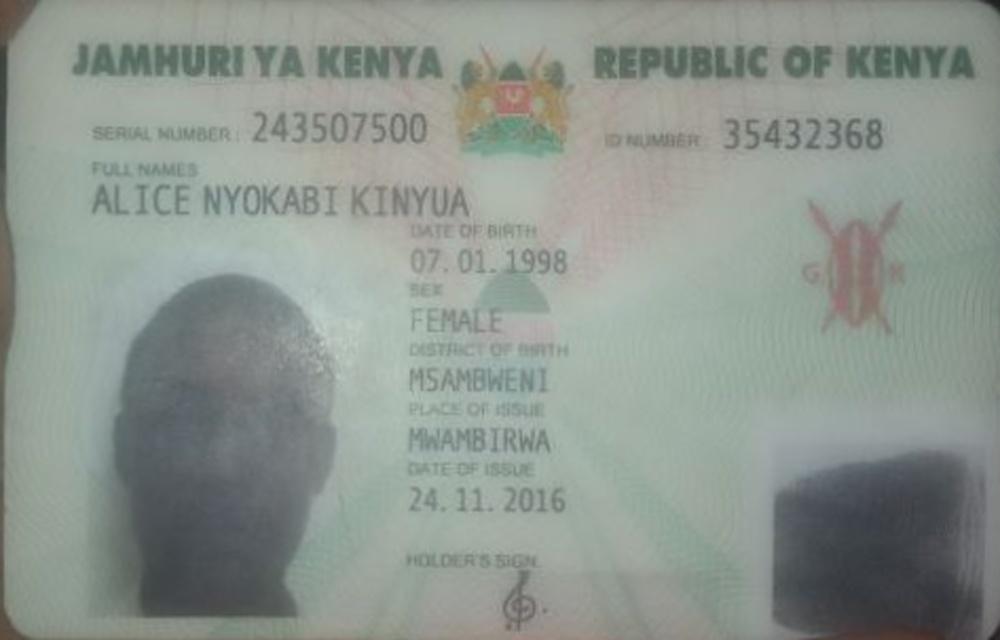 JAMHURI YA KENYA REPUBLIC OF KENYA
SERIAL NUMBER: 243507500 ID NUMBER: 35432368
FULL NAMES
ALICE NYOKABI KINYUA
DATE OF BIRTH
07. 01. 1998
SEX
FEMALE
G K
DISTRICT OF BIRTH
MSAMBWENI
PLACE OF ISSUE
MWAMBIRWA
DATE OF ISSUE
24. 11. 2016
HOLDER'S SIGN.